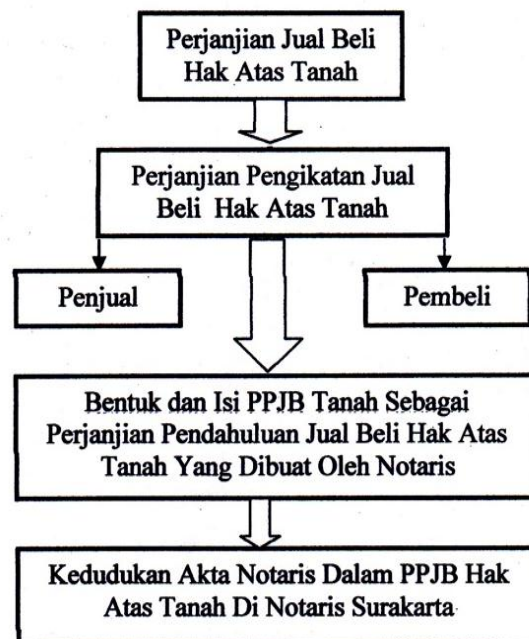 Perjanjian Jual Beli
Hak Atas Tanah
Perjanjian Pengikatan Jual
Beli Hak Atas Tanah
Penjual
Pembeli
Bentuk dan Isi PPJB Tanah Sebagai
Perjanjian Pendahuluan Jual Beli Hak Atas
Tanah Yang Dibuat Oleh Notaris
Kedudukan Akta Notaris Dalam PPJB Hak
Atas Tanah Di Notaris Surakarta